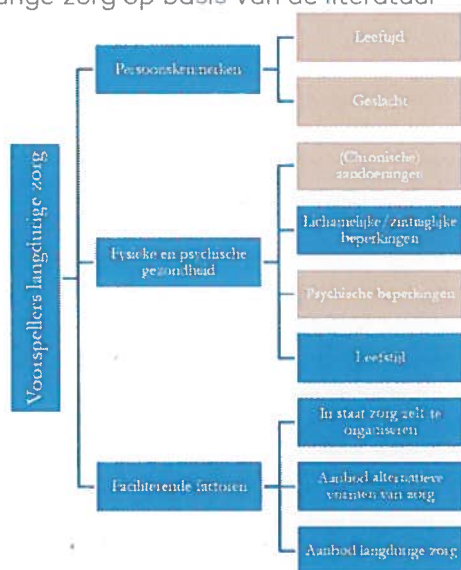 zorg op basis van de literatuur
Voorspellers langdurige zorg
Persoonskenmerken
Leeftijd
Geslacht
Fysieke en psychische
gezondheid
(Chronische)
aandoeningen
Lichamelijke/zintuiglijke
beperkingen
Psychische beperkingen
Leefstijl
Faciliterende factoren
In staat zorg zelf te
organiseren
Aanbod alternatieve
vormen van zorg
Aanbod langdurige zorg